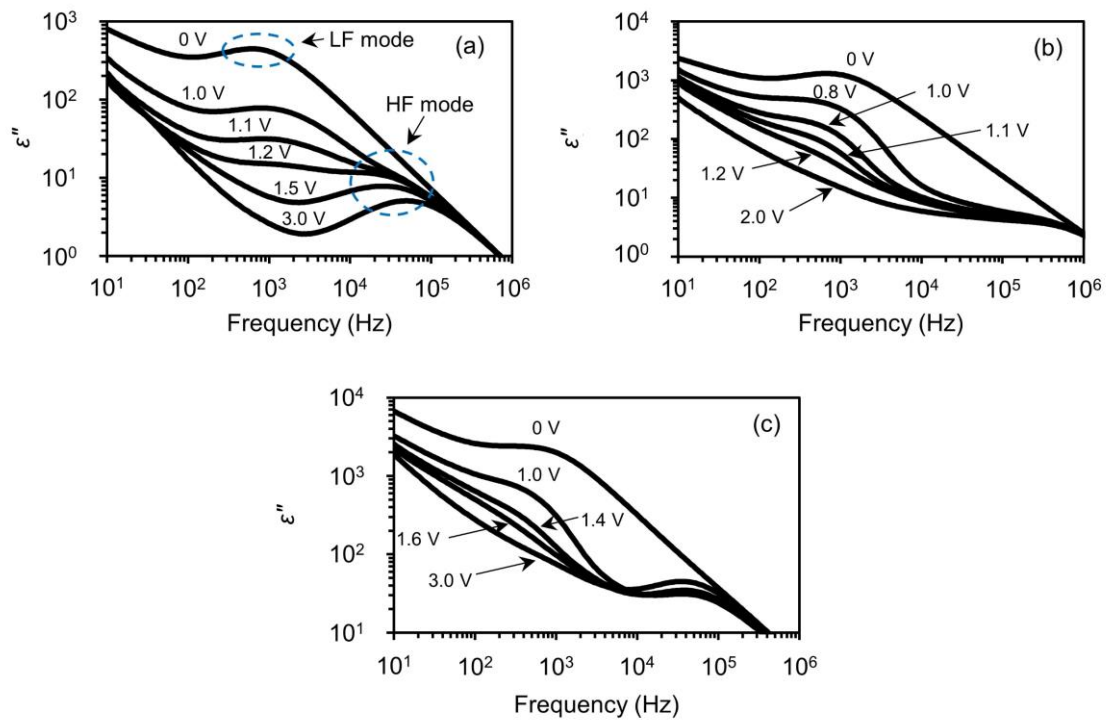 (a)
10³
10²
10¹
10⁰
ε"
0 V
LF mode
1.0 V
HF mode
1.1 V
1.2 V
1.5 V
3.0 V
10¹ 10² 10³ 10⁴ 10⁵ 10⁶
Frequency (Hz)
(b)
10⁴
10³
10²
10¹
10⁰
ε"
0 V
0.8 V
1.0 V
1.1 V
1.2 V
2.0 V
10¹ 10² 10³ 10⁴ 10⁵ 10⁶
Frequency (Hz)
(c)
10⁴
10³
10²
10¹
ε"
0 V
1.0 V
1.4 V
1.6 V
3.0 V
10¹ 10² 10³ 10⁴ 10⁵ 10⁶
Frequency (Hz)